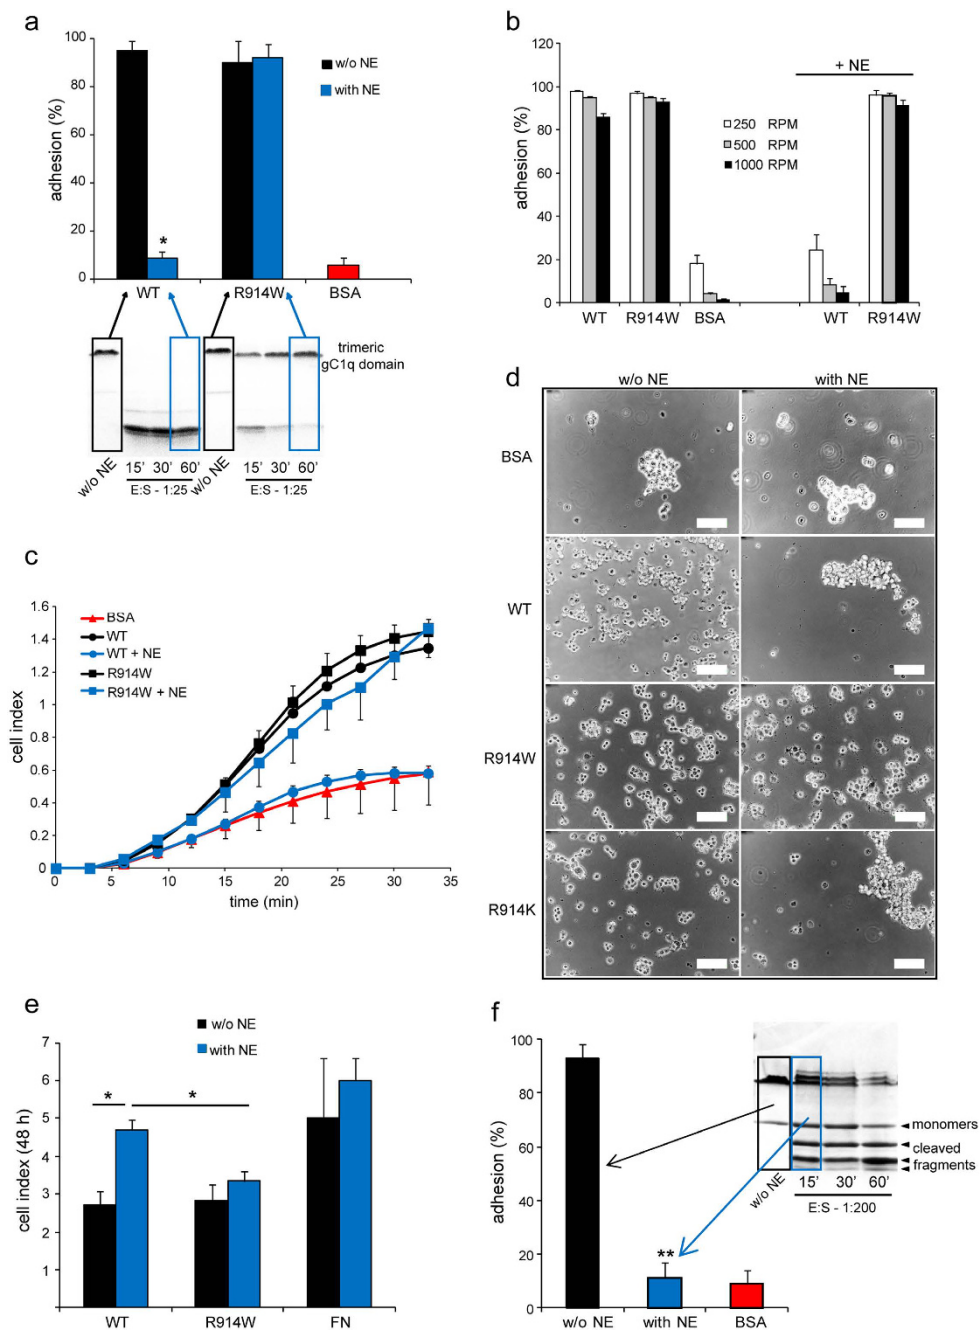 a
adhesion (%)
100
80
60
40
20
0
w/o NE
with NE
*
WT
R914W
BSA
trimeric
gC1q domain
w/o NE
15' 30' 60'
E:S - 1:25
w/o NE
15' 30' 60'
E:S - 1:25
b
adhesion (%)
120
100
80
60
40
20
0
+ NE
250 RPM
500 RPM
1000 RPM
WT
R914W
BSA
WT
R914W
c
cell index
1.6
1.4
1.2
1
0.8
0.6
0.4
0.2
0
BSA
WT
WT + NE
R914W
R914W + NE
0 5 10 15 20 25 30 35
time (min)
d
w/o NE
with NE
BSA
WT
R914W
R914K
e
cell index (48 h)
7
6
5
4
3
2
1
w/o NE
with NE
*
*
WT
R914W
FN
f
adhesion (%)
100
80
60
40
20
0
**
w/o NE
with NE
BSA
monomers
cleaved
fragments
w/o NE
15' 30' 60'
E:S - 1:200